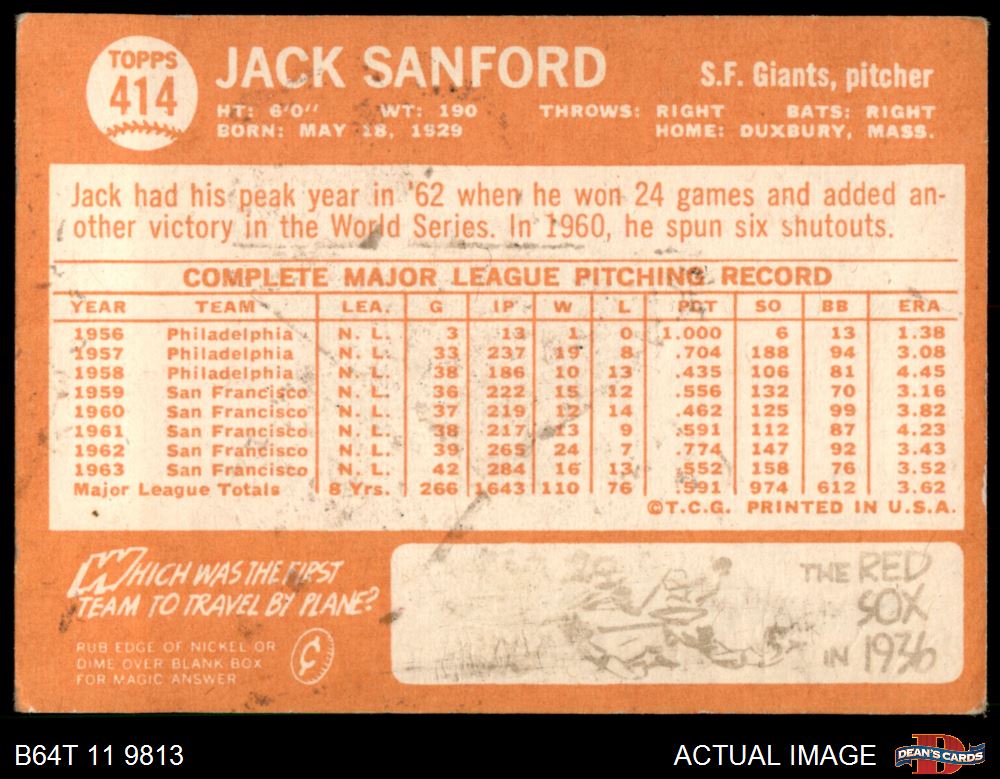 TOPPS
414
JACK SANFORD
S.F. Giants, pitcher
HT: 6'0'' WT: 190 THROWS: RIGHT BATS: RIGHT
BORN: MAY 18, 1929 HOME: DUXBURY, MASS.
Jack had his peak year in '62 when he won 24 games and added an-
other victory in the World Series. In 1960, he spun six shutouts.
COMPLETE MAJOR LEAGUE PITCHING RECORD
YEAR TEAM LEA. G IP W L PCT SO BB ERA
1956 Philadelphia N. L. 3 13 1 0 1.000 6 13 1.38
1957 Philadelphia N. L. 33 237 19 8 .704 188 94 3.08
1958 Philadelphia N. L. 38 186 10 13 .435 106 81 4.45
1959 San Francisco N. L. 36 222 15 12 .556 132 70 3.16
1960 San Francisco N. L. 37 219 12 14 .462 125 99 3.82
1961 San Francisco N. L. 38 217 13 9 .591 112 87 4.23
1962 San Francisco N. L. 39 265 24 7 .774 147 92 3.43
1963 San Francisco N. L. 42 284 16 13 .552 158 76 3.52
Major League Totals 8 Yrs. 266 1643 110 76 .591 974 612 3.62
©T.C.G. PRINTED IN U.S.A.
WHICH WAS THE FIRST
TEAM TO TRAVEL BY PLANE?
RUB EDGE OF NICKEL OR
DIME OVER BLANK BOX
FOR MAGIC ANSWER
THE RED
SOX
IN 1936
B64T 11 9813 ACTUAL IMAGE
DEAN'S CARDS